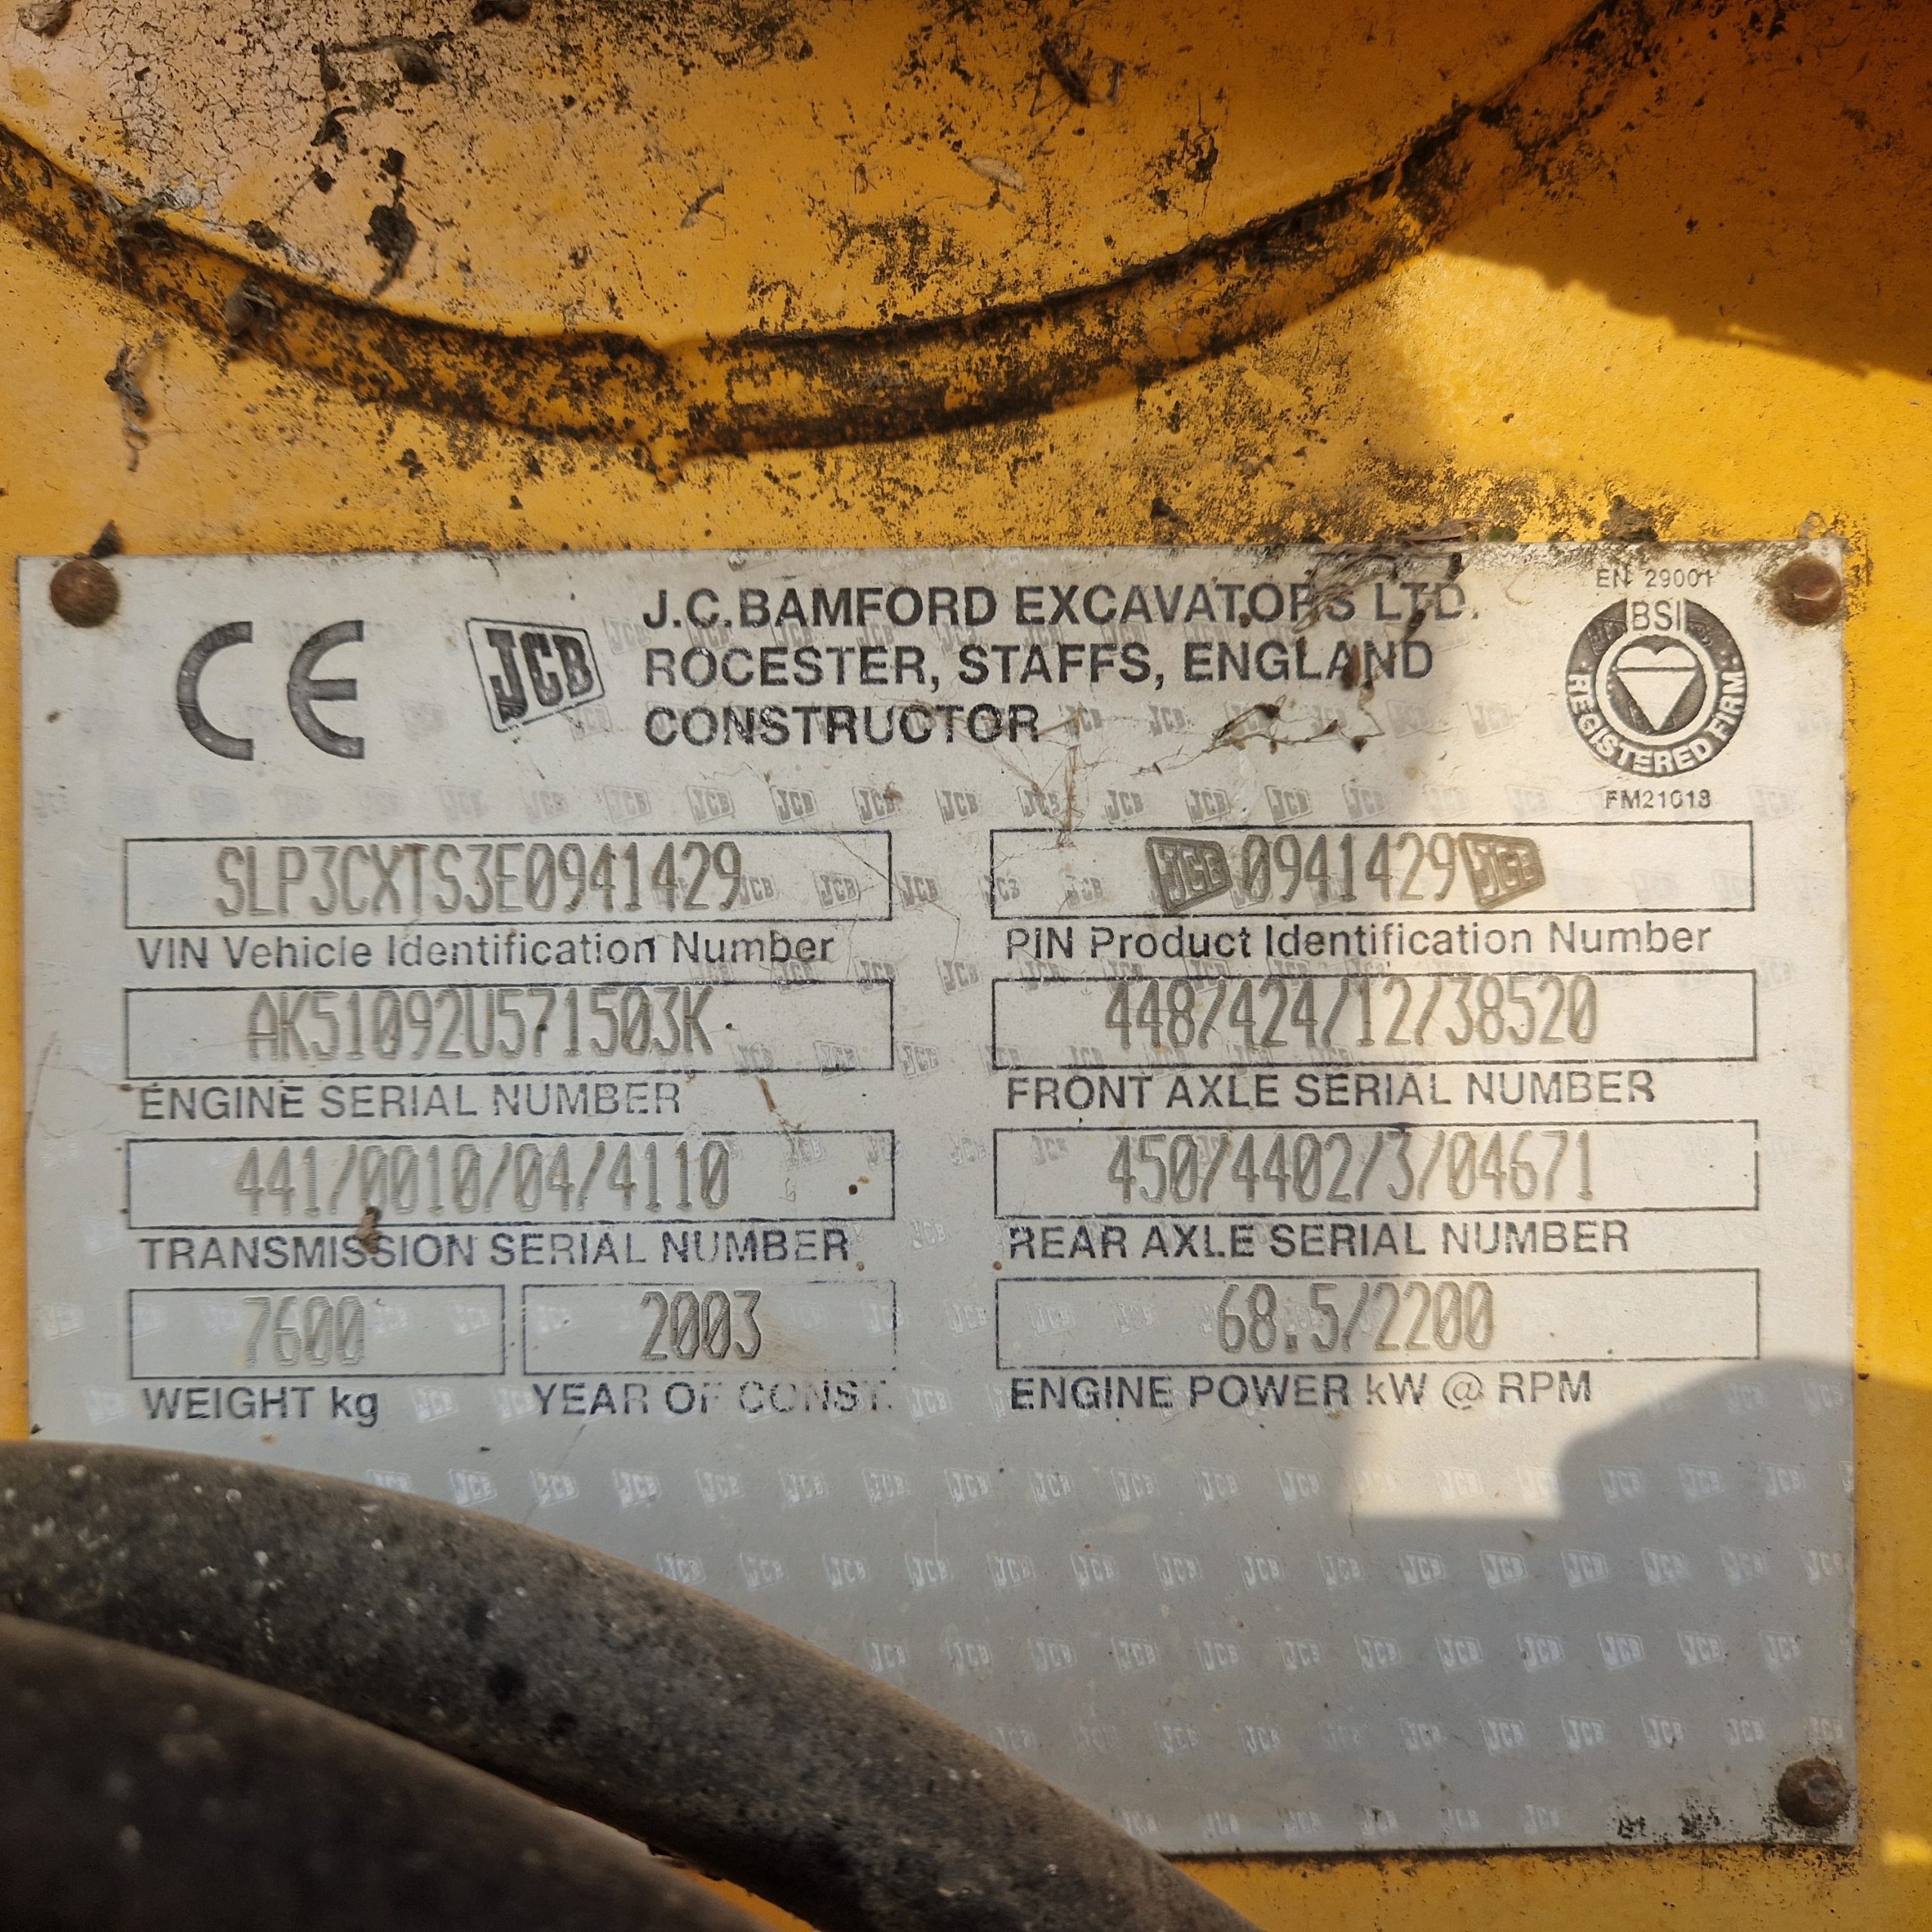 CE
JCB
J.C.BAMFORD EXCAVATORS LTD.
ROCESTER, STAFFS, ENGLAND
CONSTRUCTOR
EN 29001
BSI
REGISTERED FIRM
FM21013
SLP3CXTS3E0941429
VIN Vehicle Identification Number
JCB 0941429 JCB
PIN Product Identification Number
AK51092U571503K
ENGINE SERIAL NUMBER
448/424/12/38520
FRONT AXLE SERIAL NUMBER
441/0010/04/4110
TRANSMISSION SERIAL NUMBER
450/4402/3/04671
REAR AXLE SERIAL NUMBER
7600
WEIGHT kg
2003
YEAR OF CONST.
68.5/2200
ENGINE POWER kW @ RPM